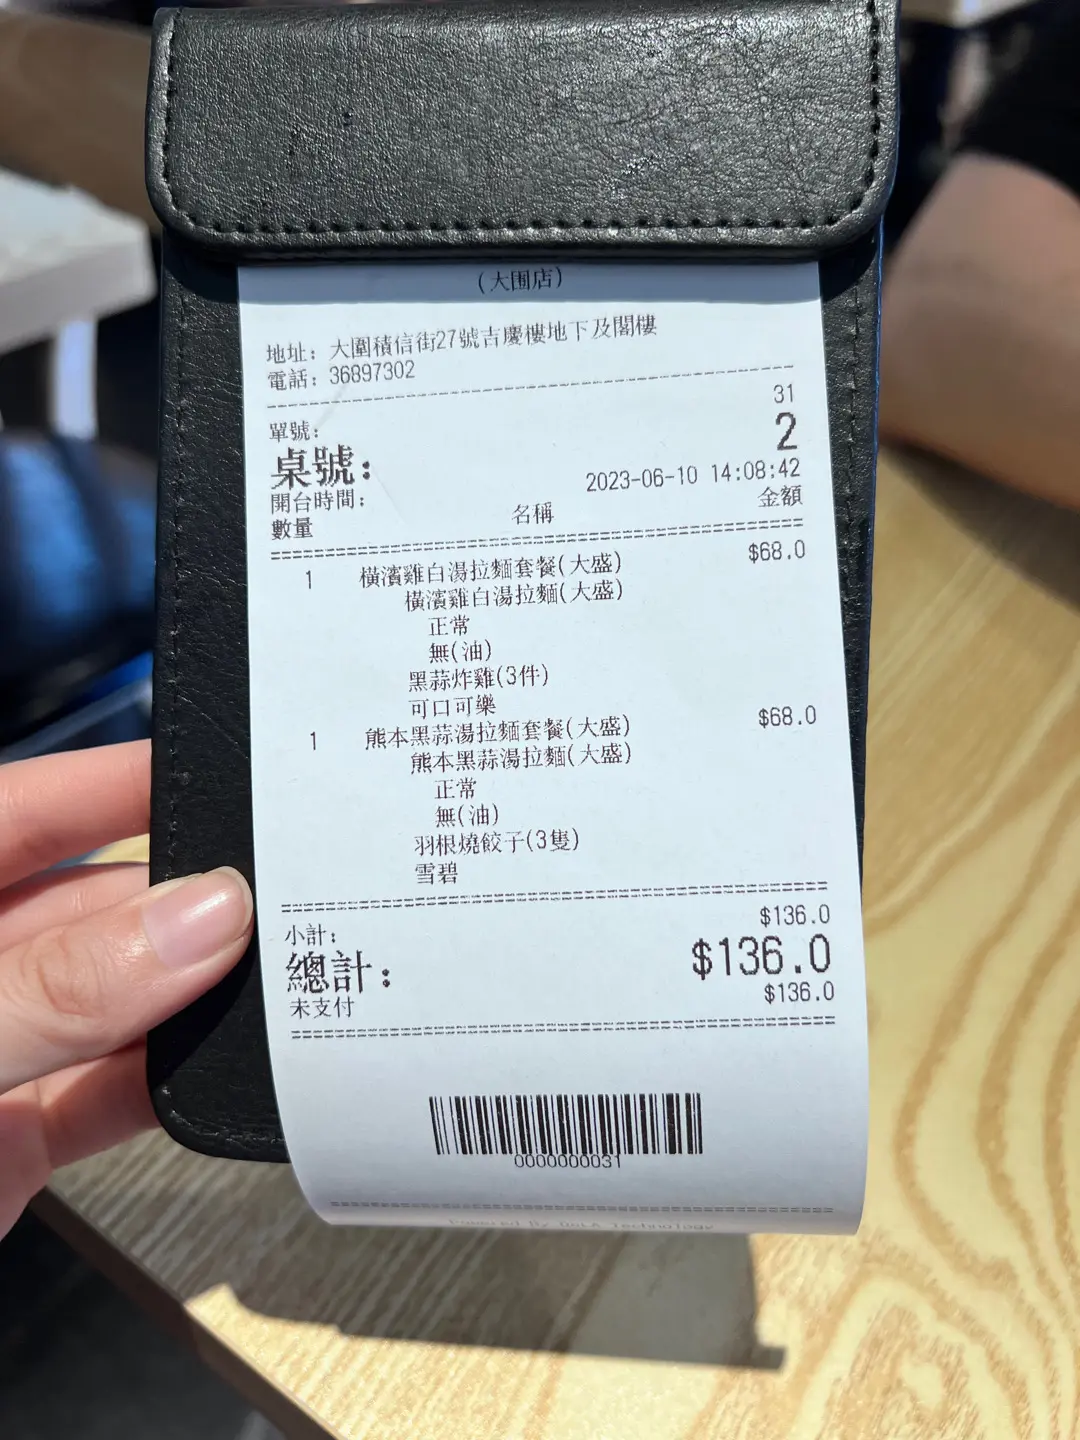 (大圍店)
地址: 大圍積信街27號吉慶樓地下及閣樓
電話: 36897302
單號: 31
桌號: 2
開台時間: 2023-06-10 14:08:42
數量 名稱 金額
1 橫濱雞白湯拉麵套餐(大盛) $68.0
橫濱雞白湯拉麵(大盛)
正常
無(油)
黑蒜炸雞(3件)
可口可樂
1 熊本黑蒜湯拉麵套餐(大盛) $68.0
熊本黑蒜湯拉麵(大盛)
正常
無(油)
羽根燒餃子(3隻)
雪碧
小計: $136.0
總計: $136.0
未支付 $136.0
0000000031
Powered By Technology